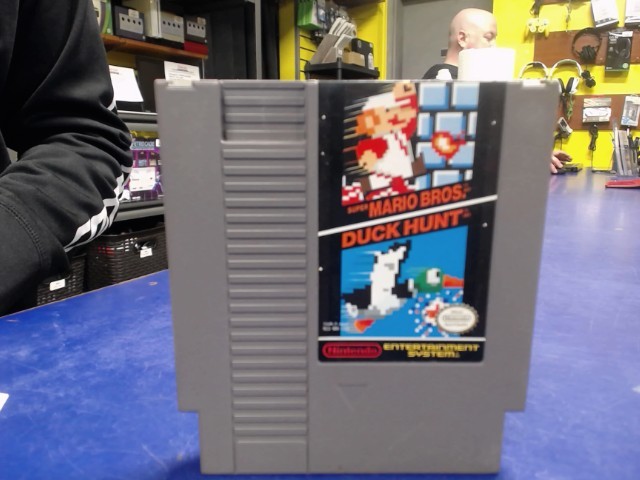 SUPER MARIO BROS.
DUCK HUNT
Nintendo
ENTERTAINMENT
SYSTEM